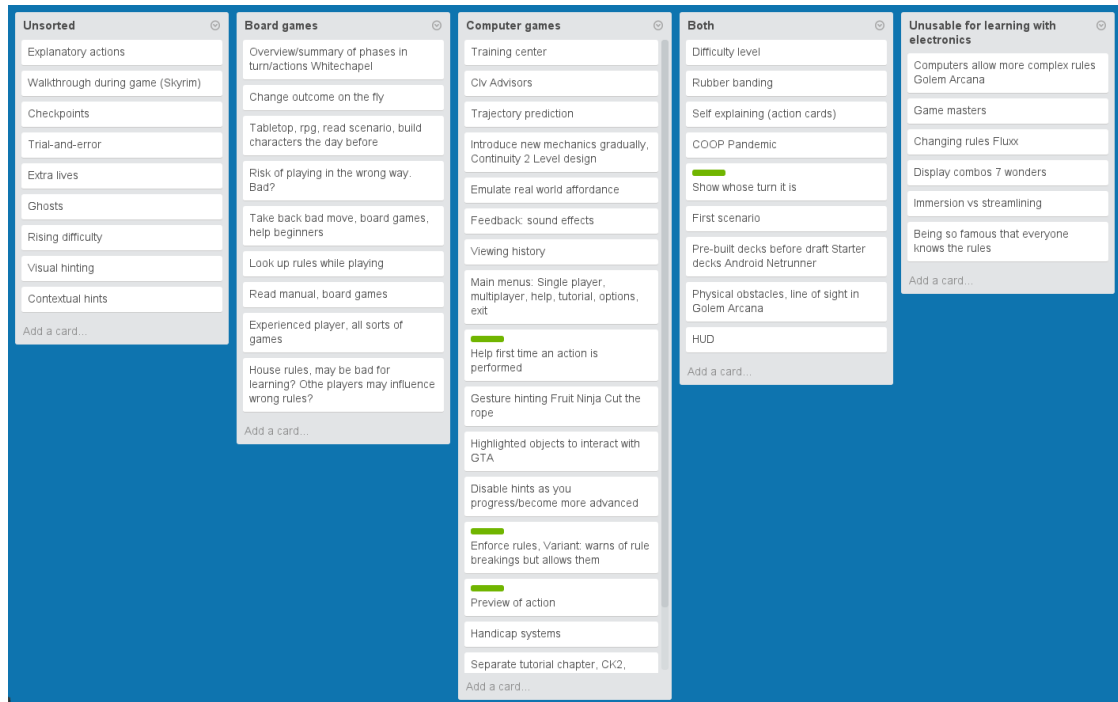 Unsorted
Explanatory actions
Walkthrough during game (Skyrim)
Checkpoints
Trial-and-error
Extra lives
Ghosts
Rising difficulty
Visual hinting
Contextual hints
Add a card...
Board games
Overview/summary of phases in
turn/actions Whitechapel
Change outcome on the fly
Tabletop, rpg, read scenario, build
characters the day before
Risk of playing in the wrong way.
Bad?
Take back bad move, board games,
help beginners
Look up rules while playing
Read manual, board games
Experienced player, all sorts of
games
House rules, may be bad for
learning? Othe players may influence
wrong rules?
Add a card...
Computer games
Training center
CIv Advisors
Trajectory prediction
Introduce new mechanics gradually,
Continuity 2 Level design
Emulate real world affordance
Feedback: sound effects
Viewing history
Main menus: Single player,
multiplayer, help, tutorial, options,
exit
Help first time an action is
performed
Gesture hinting Fruit Ninja Cut the
rope
Highlighted objects to interact with
GTA
Disable hints as you
progress/become more advanced
Enforce rules, Variant: warns of rule
breakings but allows them
Preview of action
Handicap systems
Separate tutorial chapter, CK2,
Add a card...
Both
Difficulty level
Rubber banding
Self explaining (action cards)
COOP Pandemic
Show whose turn it is
First scenario
Pre-built decks before draft Starter
decks Android Netrunner
Physical obstacles, line of sight in
Golem Arcana
HUD
Add a card...
Unusable for learning with
electronics
Computers allow more complex rules
Golem Arcana
Game masters
Changing rules Fluxx
Display combos 7 wonders
Immersion vs streamlining
Being so famous that everyone
knows the rules
Add a card...